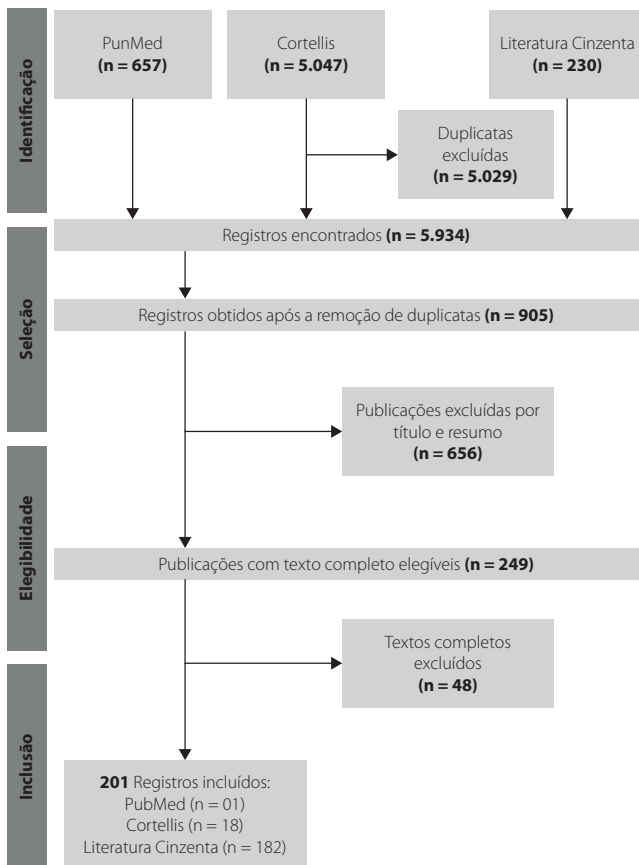 Identificação
PunMed
(n = 657)
Cortellis
(n = 5.047)
Literatura Cinzenta
(n = 230)
Duplicatas
excluídas
(n = 5.029)
Registros encontrados (n = 5.934)
Seleção
Registros obtidos após a remoção de duplicatas (n = 905)
Publicações excluídas por
título e resumo
(n = 656)
Elegibilidade
Publicações com texto completo elegíveis (n = 249)
Textos completos
excluídos
(n = 48)
Inclusão
201 Registros incluídos:
PubMed (n = 01)
Cortellis (n = 18)
Literatura Cinzenta (n = 182)